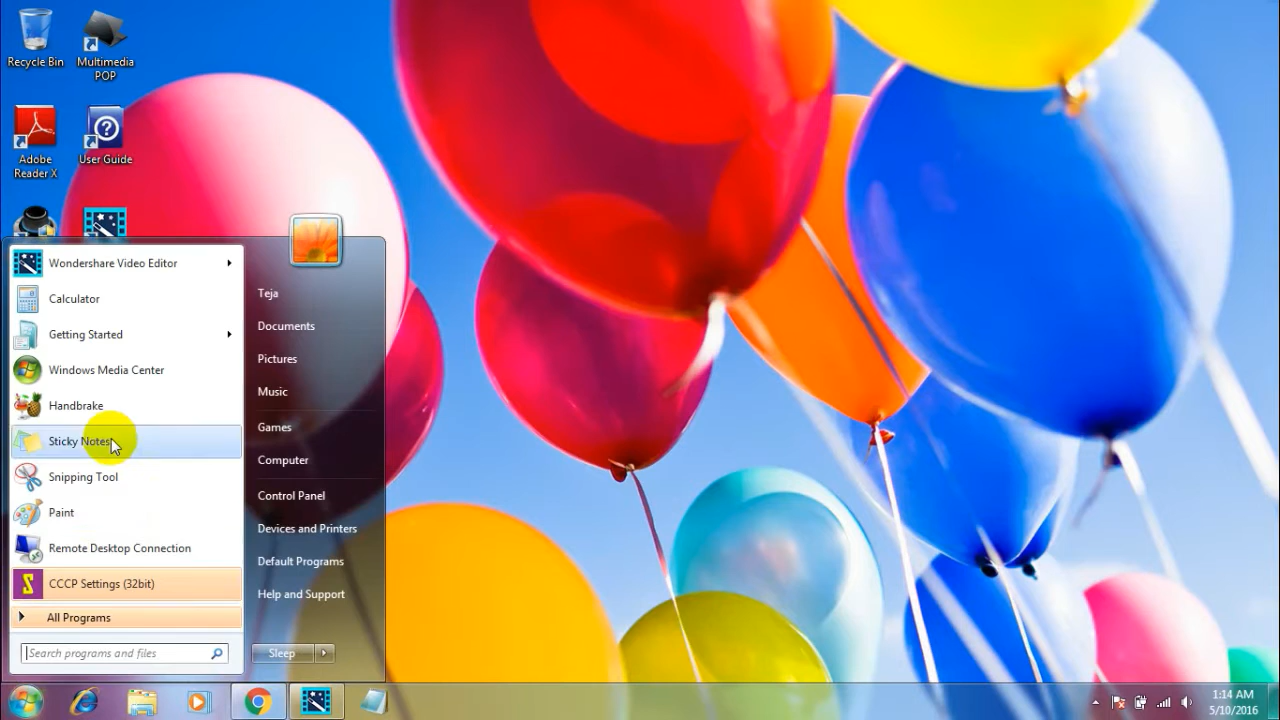 Recycle Bin
Multimedia
POP
Adobe
Reader X
User Guide
Wondershare Video Editor
Calculator
Getting Started
Windows Media Center
Handbrake
Sticky Notes
Snipping Tool
Paint
Remote Desktop Connection
CCCP Settings (32bit)
All Programs
Search programs and files
Teja
Documents
Pictures
Music
Games
Computer
Control Panel
Devices and Printers
Default Programs
Help and Support
Sleep
1:14 AM
5/10/2016